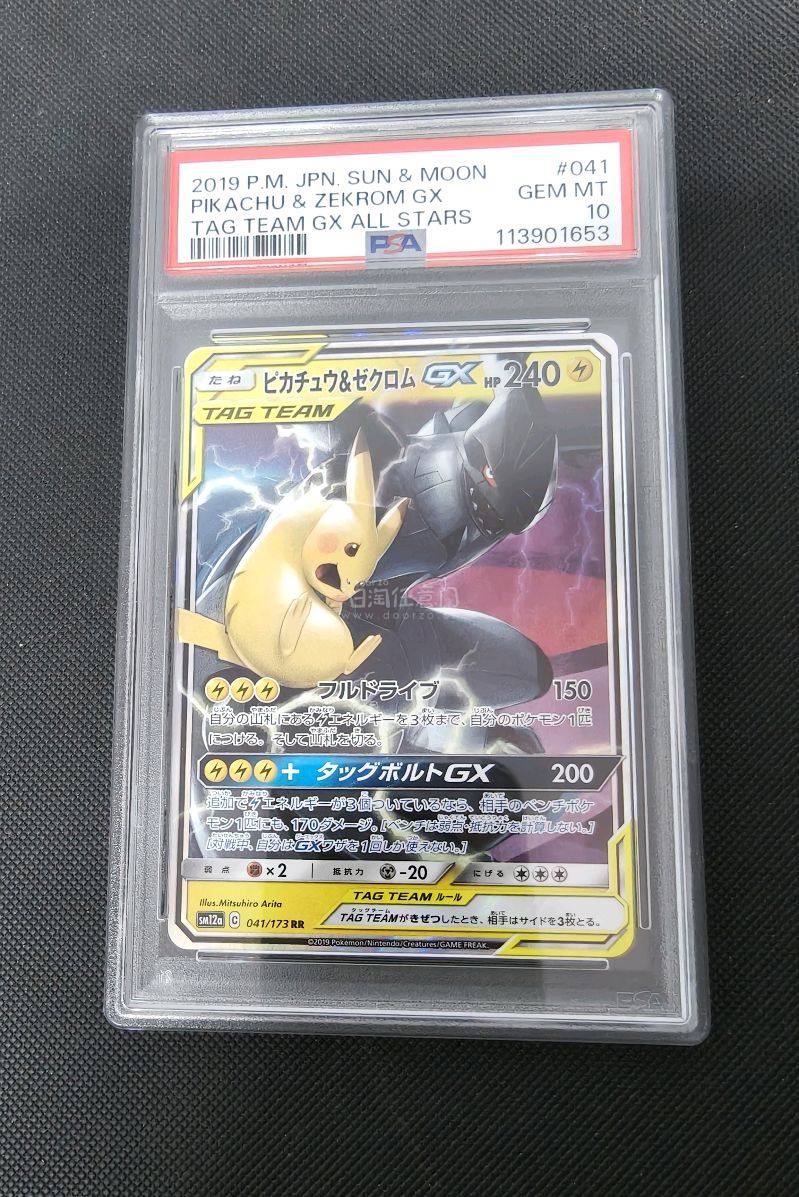 2019 P.M. JPN. SUN & MOON #041
PIKACHU & ZEKROM GX GEM MT
TAG TEAM GX ALL STARS 10
PSA 113901653
たね ピカチュウ&ゼクロム GX HP 240
TAG TEAM
日淘任意门
www.doorzo.
フルドライブ 150
自分の山札にあるエネルギーを3枚まで、自分のポケモン1匹
につける。そして山札を切る。
+ タッグボルトGX 200
追加でエネルギーが3個ついているなら、相手のベンチポケ
モン1匹にも、170ダメージ。[ベンチは弱点・抵抗力を計算しない。]
[対戦中、自分はGXワザを1回しか使えない。]
弱点 ×2 抵抗力 -20 にげる
Illus.Mitsuhiro Arita
TAG TEAM ルール
TAG TEAMがきぜつしたとき、相手はサイドを3枚とる。
SM12a C 041/173 RR
©2019 Pokémon/Nintendo/Creatures/GAME FREAK.
PSA